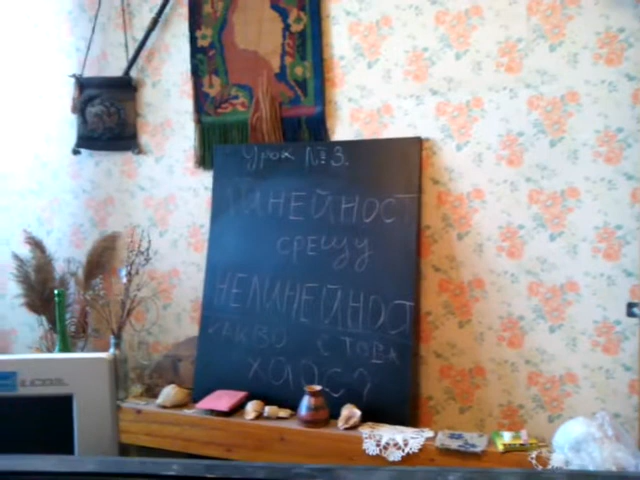 Урок №3.
ЛИНЕЙНОСТ
срещу
НЕЛИНЕЙНОСТ
КАКВО Е ТОВА
ХАОС?